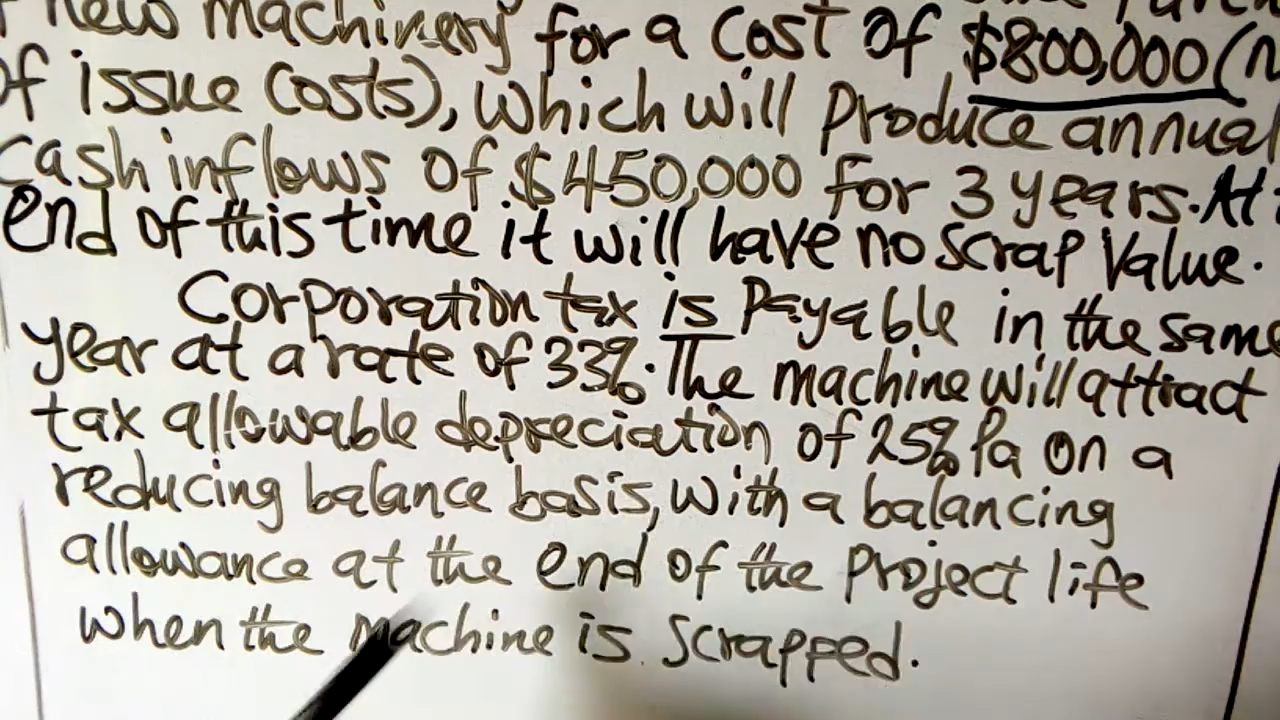 new machinery for a cost of $800,000 (
of issue costs), which will produce annual
cash inflows of $450,000 for 3 years. At
end of this time it will have no scrap value.
Corporation tax is payable in the same
year at a rate of 33%. The machine will attract
tax allowable depreciation of 25% Pa on a
reducing balance basis, with a balancing
allowance at the end of the project life
when the machine is scrapped.